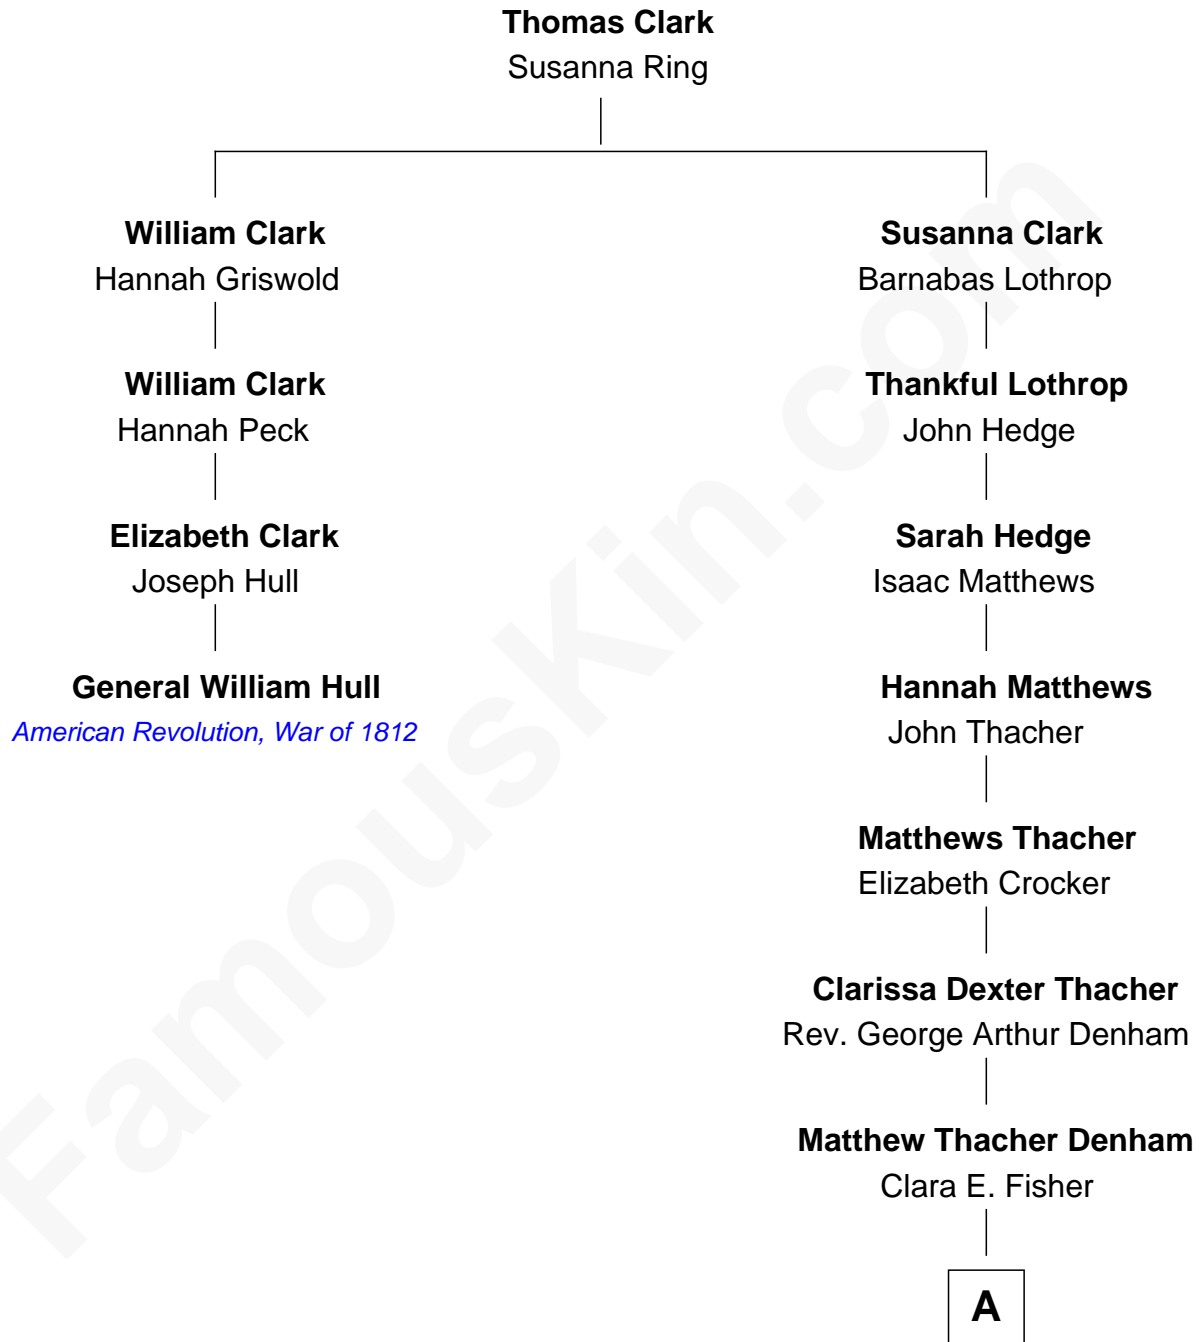 Thomas Clark
Susanna Ring
William Clark
Hannah Griswold
William Clark
Hannah Peck
Elizabeth Clark
Joseph Hull
General William Hull
American Revolution, War of 1812
Susanna Clark
Barnabas Lothrop
Thankful Lothrop
John Hedge
Sarah Hedge
Isaac Matthews
Hannah Matthews
John Thacher
Matthews Thacher
Elizabeth Crocker
Clarissa Dexter Thacher
Rev. George Arthur Denham
Matthew Thacher Denham
Clara E. Fisher
A
FamousKin.com